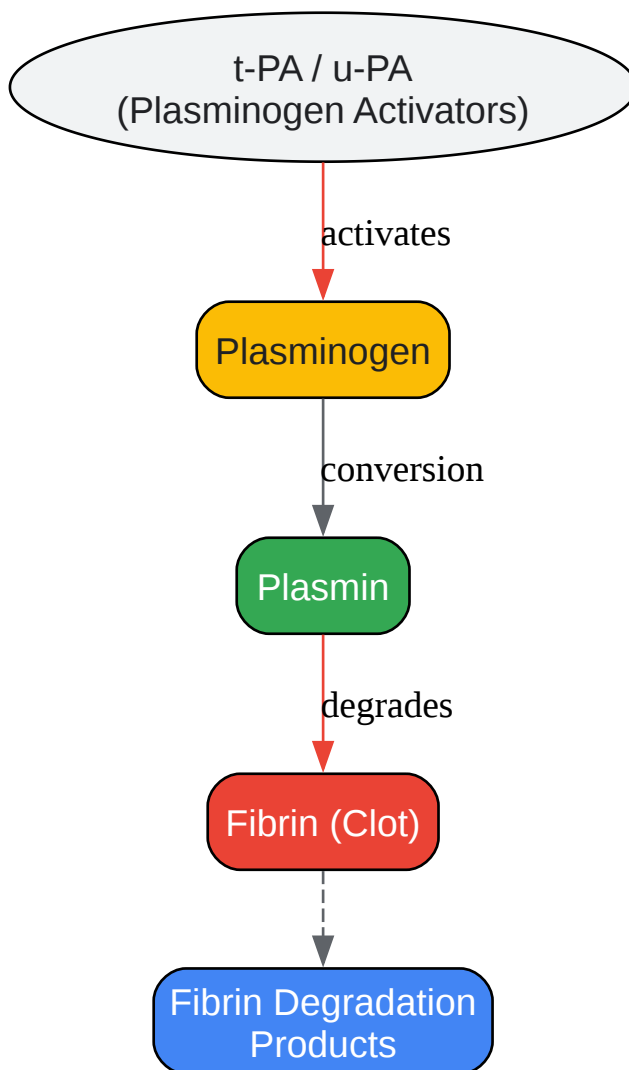 t-PA / u-PA
(Plasminogen Activators)
activates
Plasminogen
conversion
Plasmin
degrades
Fibrin (Clot)
Fibrin Degradation
Products